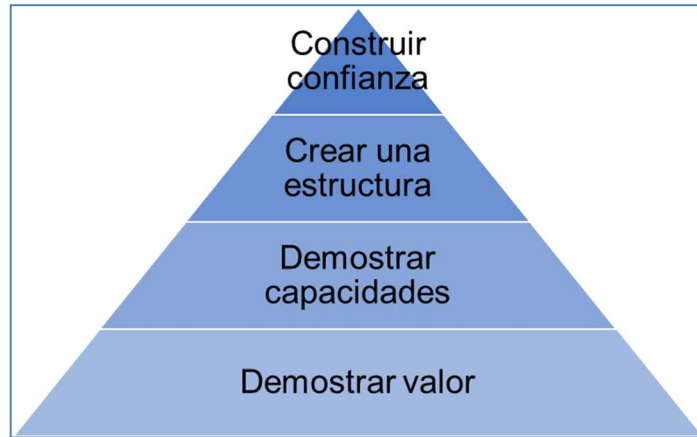 Construir
confianza
Crear una
estructura
Demostrar
capacidades
Demostrar valor